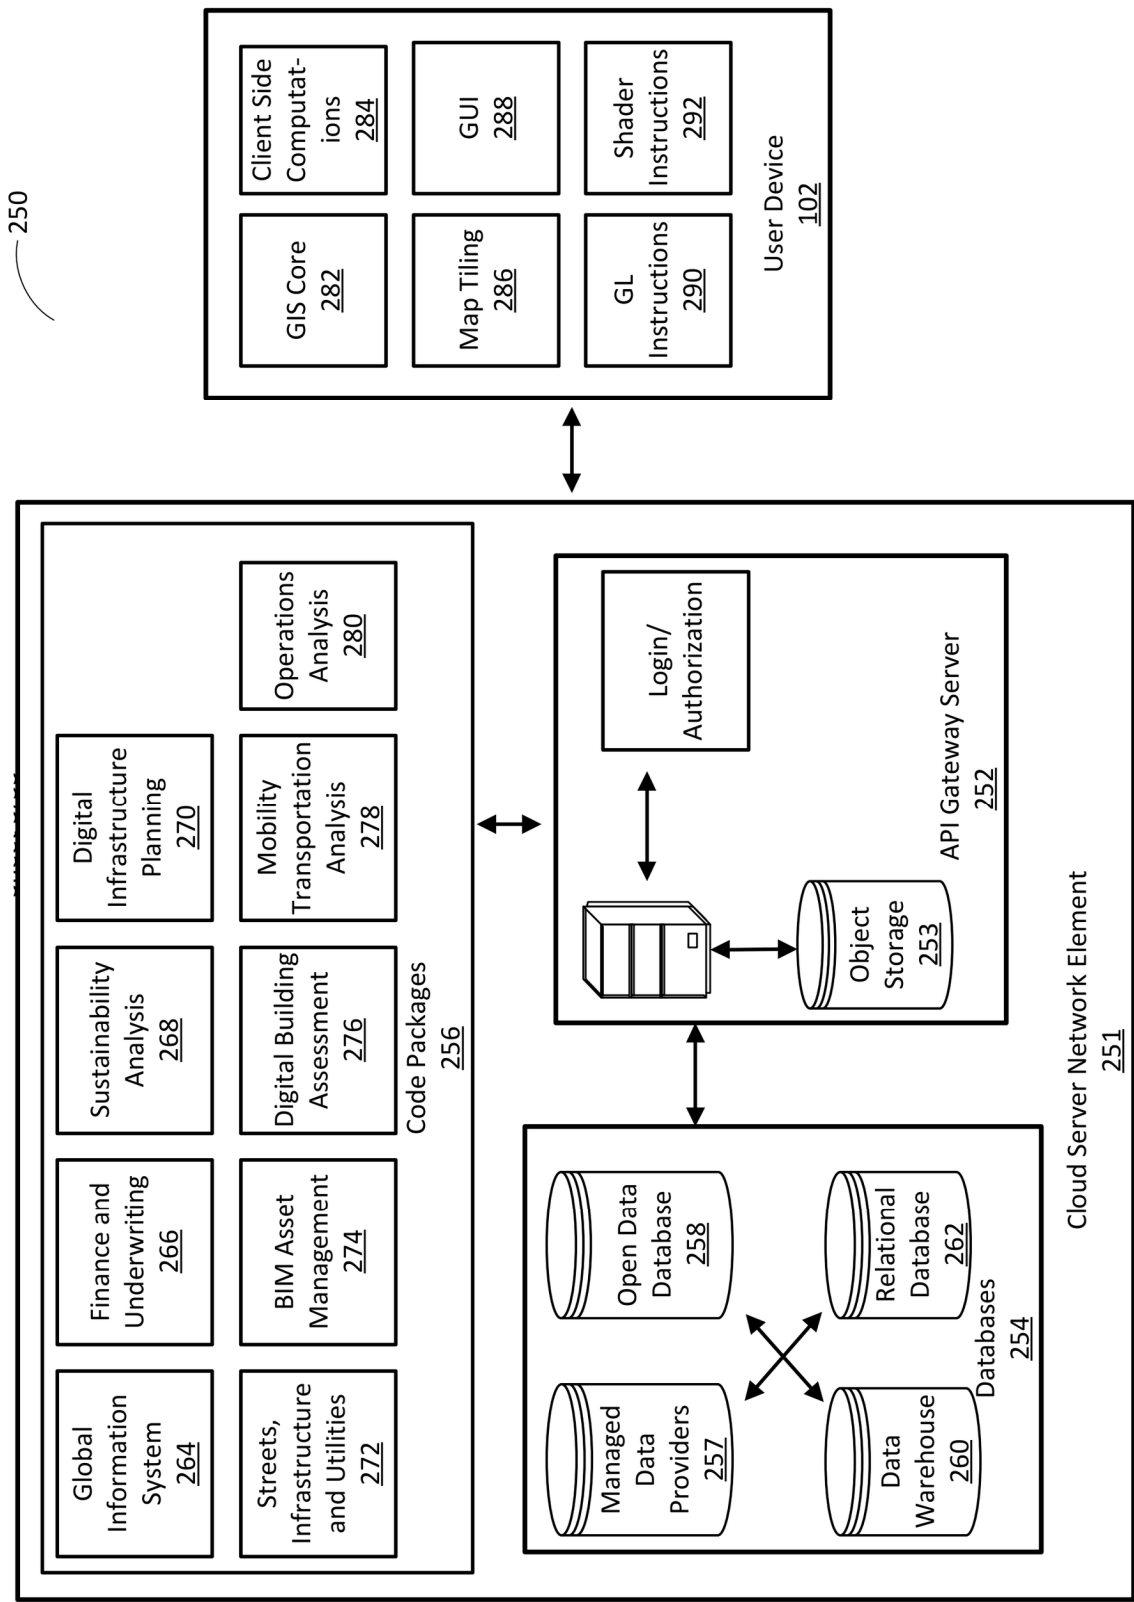 250
Global
Information
System
264
Finance and
Underwriting
266
Sustainability
Analysis
268
Digital
Infrastructure
Planning
270
Streets,
Infrastructure
and Utilities
272
BIM Asset
Management
274
Digital Building
Assessment
276
Mobility
Transportation
Analysis
278
Operations
Analysis
280
Code Packages
256
Managed
Data
Providers
257
Open Data
Database
258
Data
Warehouse
260
Relational
Database
262
Databases
254
Object
Storage
253
Login/
Authorization
API Gateway Server
252
Cloud Server Network Element
251
GIS Core
282
Client Side
Computat-
ions
284
Map Tiling
286
GUI
288
GL
Instructions
290
Shader
Instructions
292
User Device
102